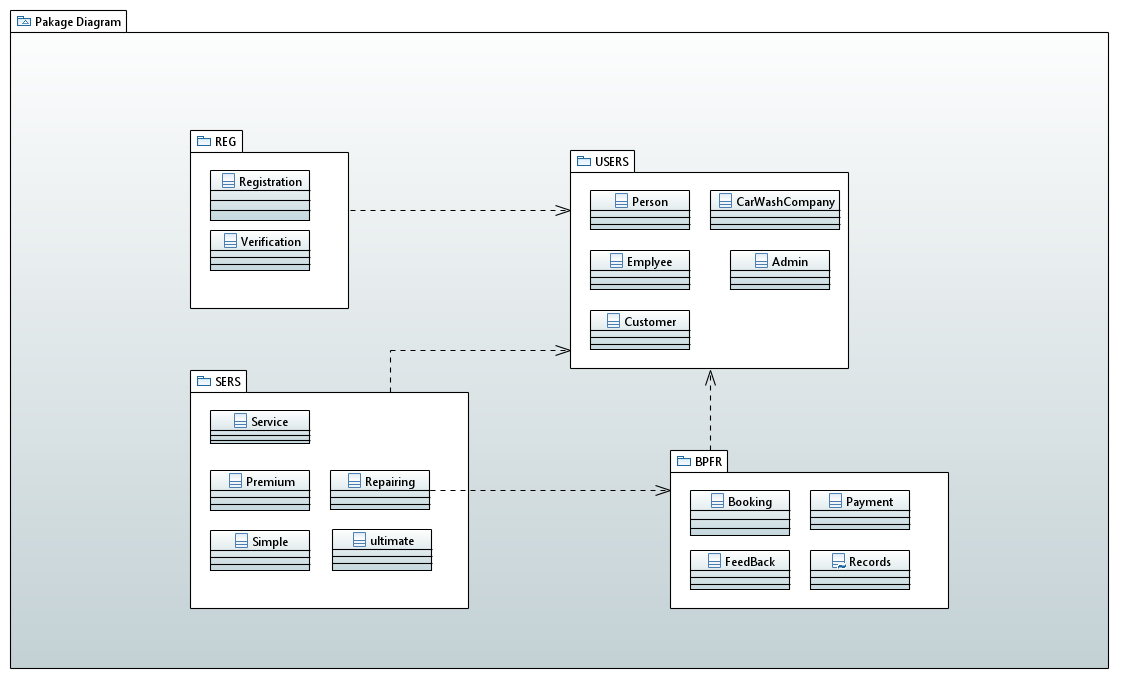 Pakage Diagram
REG
Registration
Verification
USERS
Person
CarWashCompany
Emplyee
Admin
Customer
SERS
Service
Premium
Repairing
Simple
ultimate
BPFR
Booking
Payment
FeedBack
Records